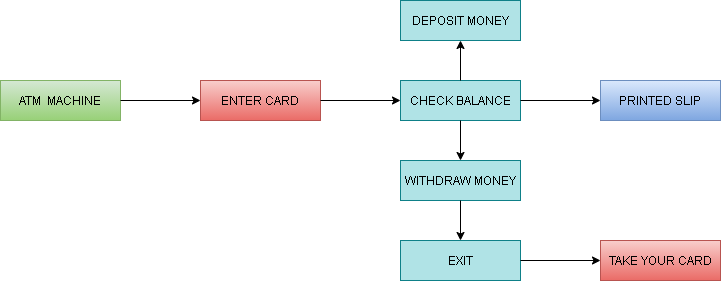 DEPOSIT MONEY
ATM MACHINE
ENTER CARD
CHECK BALANCE
PRINTED SLIP
WITHDRAW MONEY
EXIT
TAKE YOUR CARD